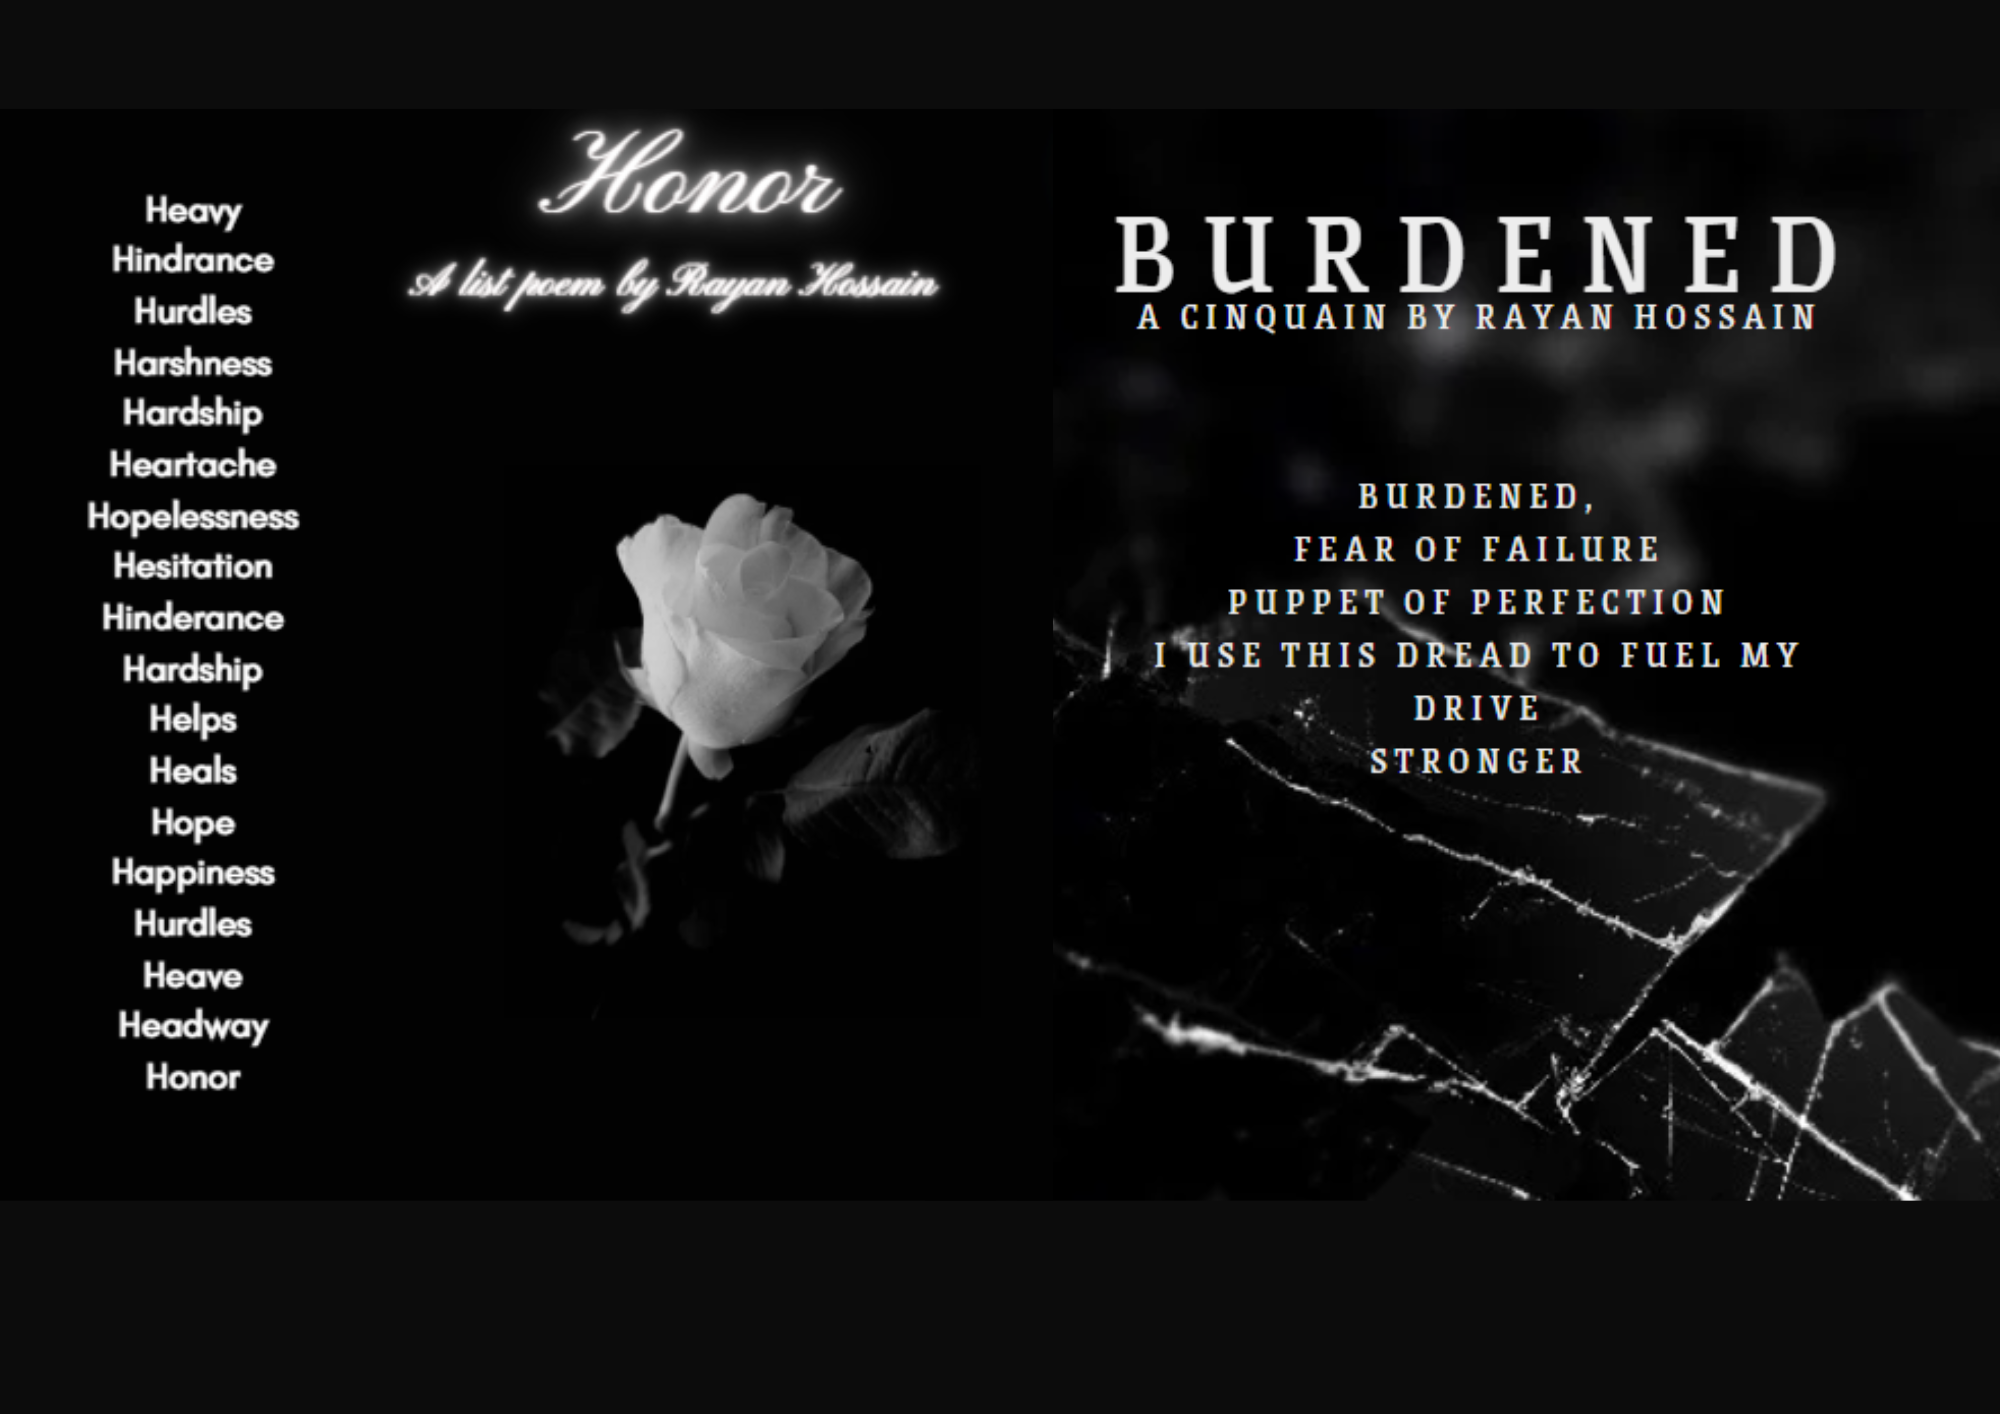 Honor
A list poem by Rayan Hossain
Heavy
Hindrance
Hurdles
Harshness
Hardship
Heartache
Hopelessness
Hesitation
Hinderance
Hardship
Helps
Heals
Hope
Happiness
Hurdles
Heave
Headway
Honor
BURDENED
A CINQUAIN BY RAYAN HOSSAIN
BURDENED,
FEAR OF FAILURE
PUPPET OF PERFECTION
I USE THIS DREAD TO FUEL MY
DRIVE
STRONGER